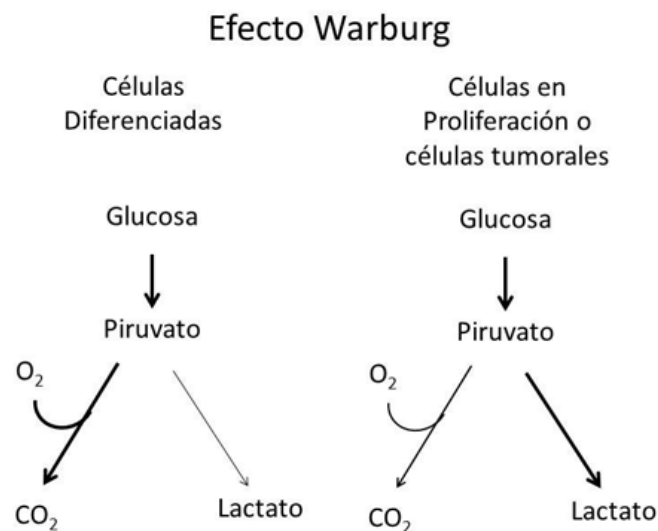 Efecto Warburg
Células
Diferenciadas
Glucosa
Piruvato
O₂
CO₂
Lactato
Células en
Proliferación o
células tumorales
Glucosa
Piruvato
O₂
CO₂
Lactato